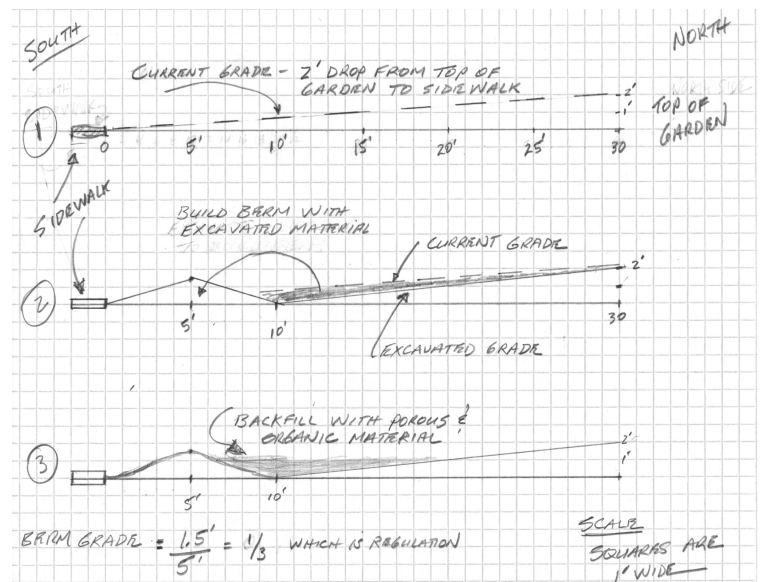 SOUTH
NORTH
CURRENT GRADE - 2' DROP FROM TOP OF
GARDEN TO SIDEWALK
2'
1'
TOP OF
GARDEN
1
0 5' 10' 15' 20' 25' 30
SIDEWALK
BUILD BERM WITH
EXCAVATED MATERIAL
CURRENT GRADE
2'
2
5' 10' 30
EXCAVATED GRADE
BACKFILL WITH POROUS &
ORGANIC MATERIAL
2'
1'
3
5' 10'
BERM GRADE = 1.5'/5' = 1/3 WHICH IS REGULATION
SCALE
SQUARES ARE
1' WIDE